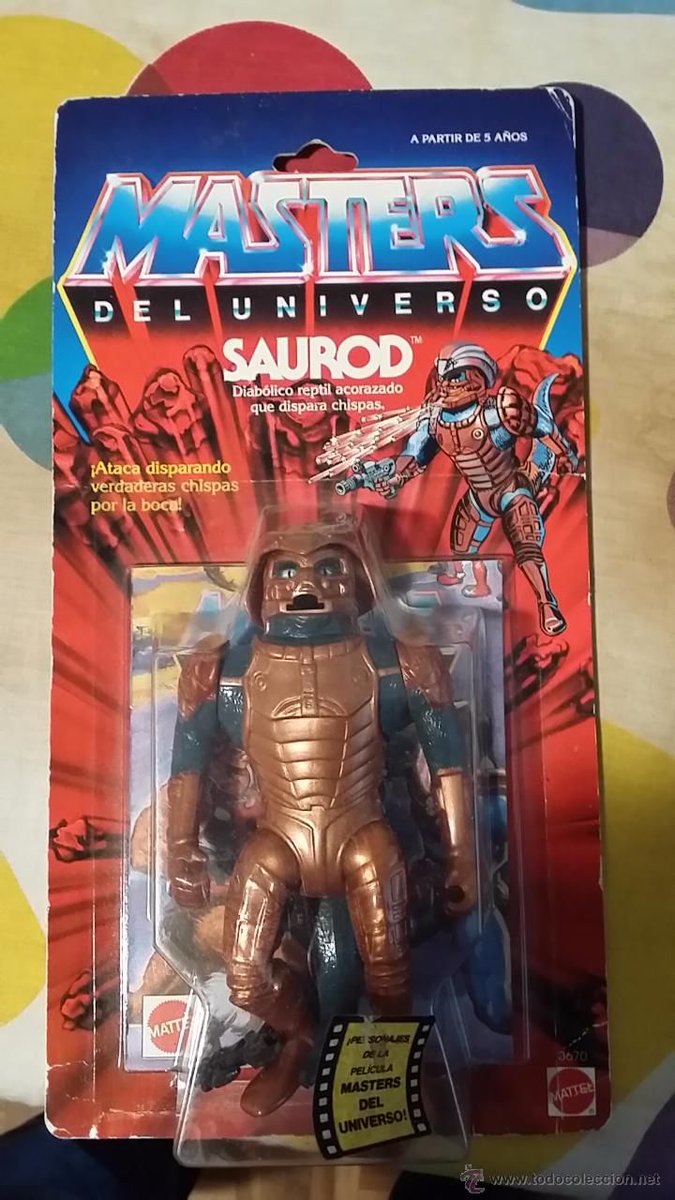 A PARTIR DE 5 AÑOS
MASTERS
DEL UNIVERSO
SAUROD™
Diabólico reptil acorazado
que dispara chispas.
¡Ataca disparando
verdaderas chispas
por la boca!
MATTEL
¡PERSONAJES
DE LA
PELÍCULA
MASTERS
DEL
UNIVERSO!
3670
MATTEL
www.todocoleccion.net